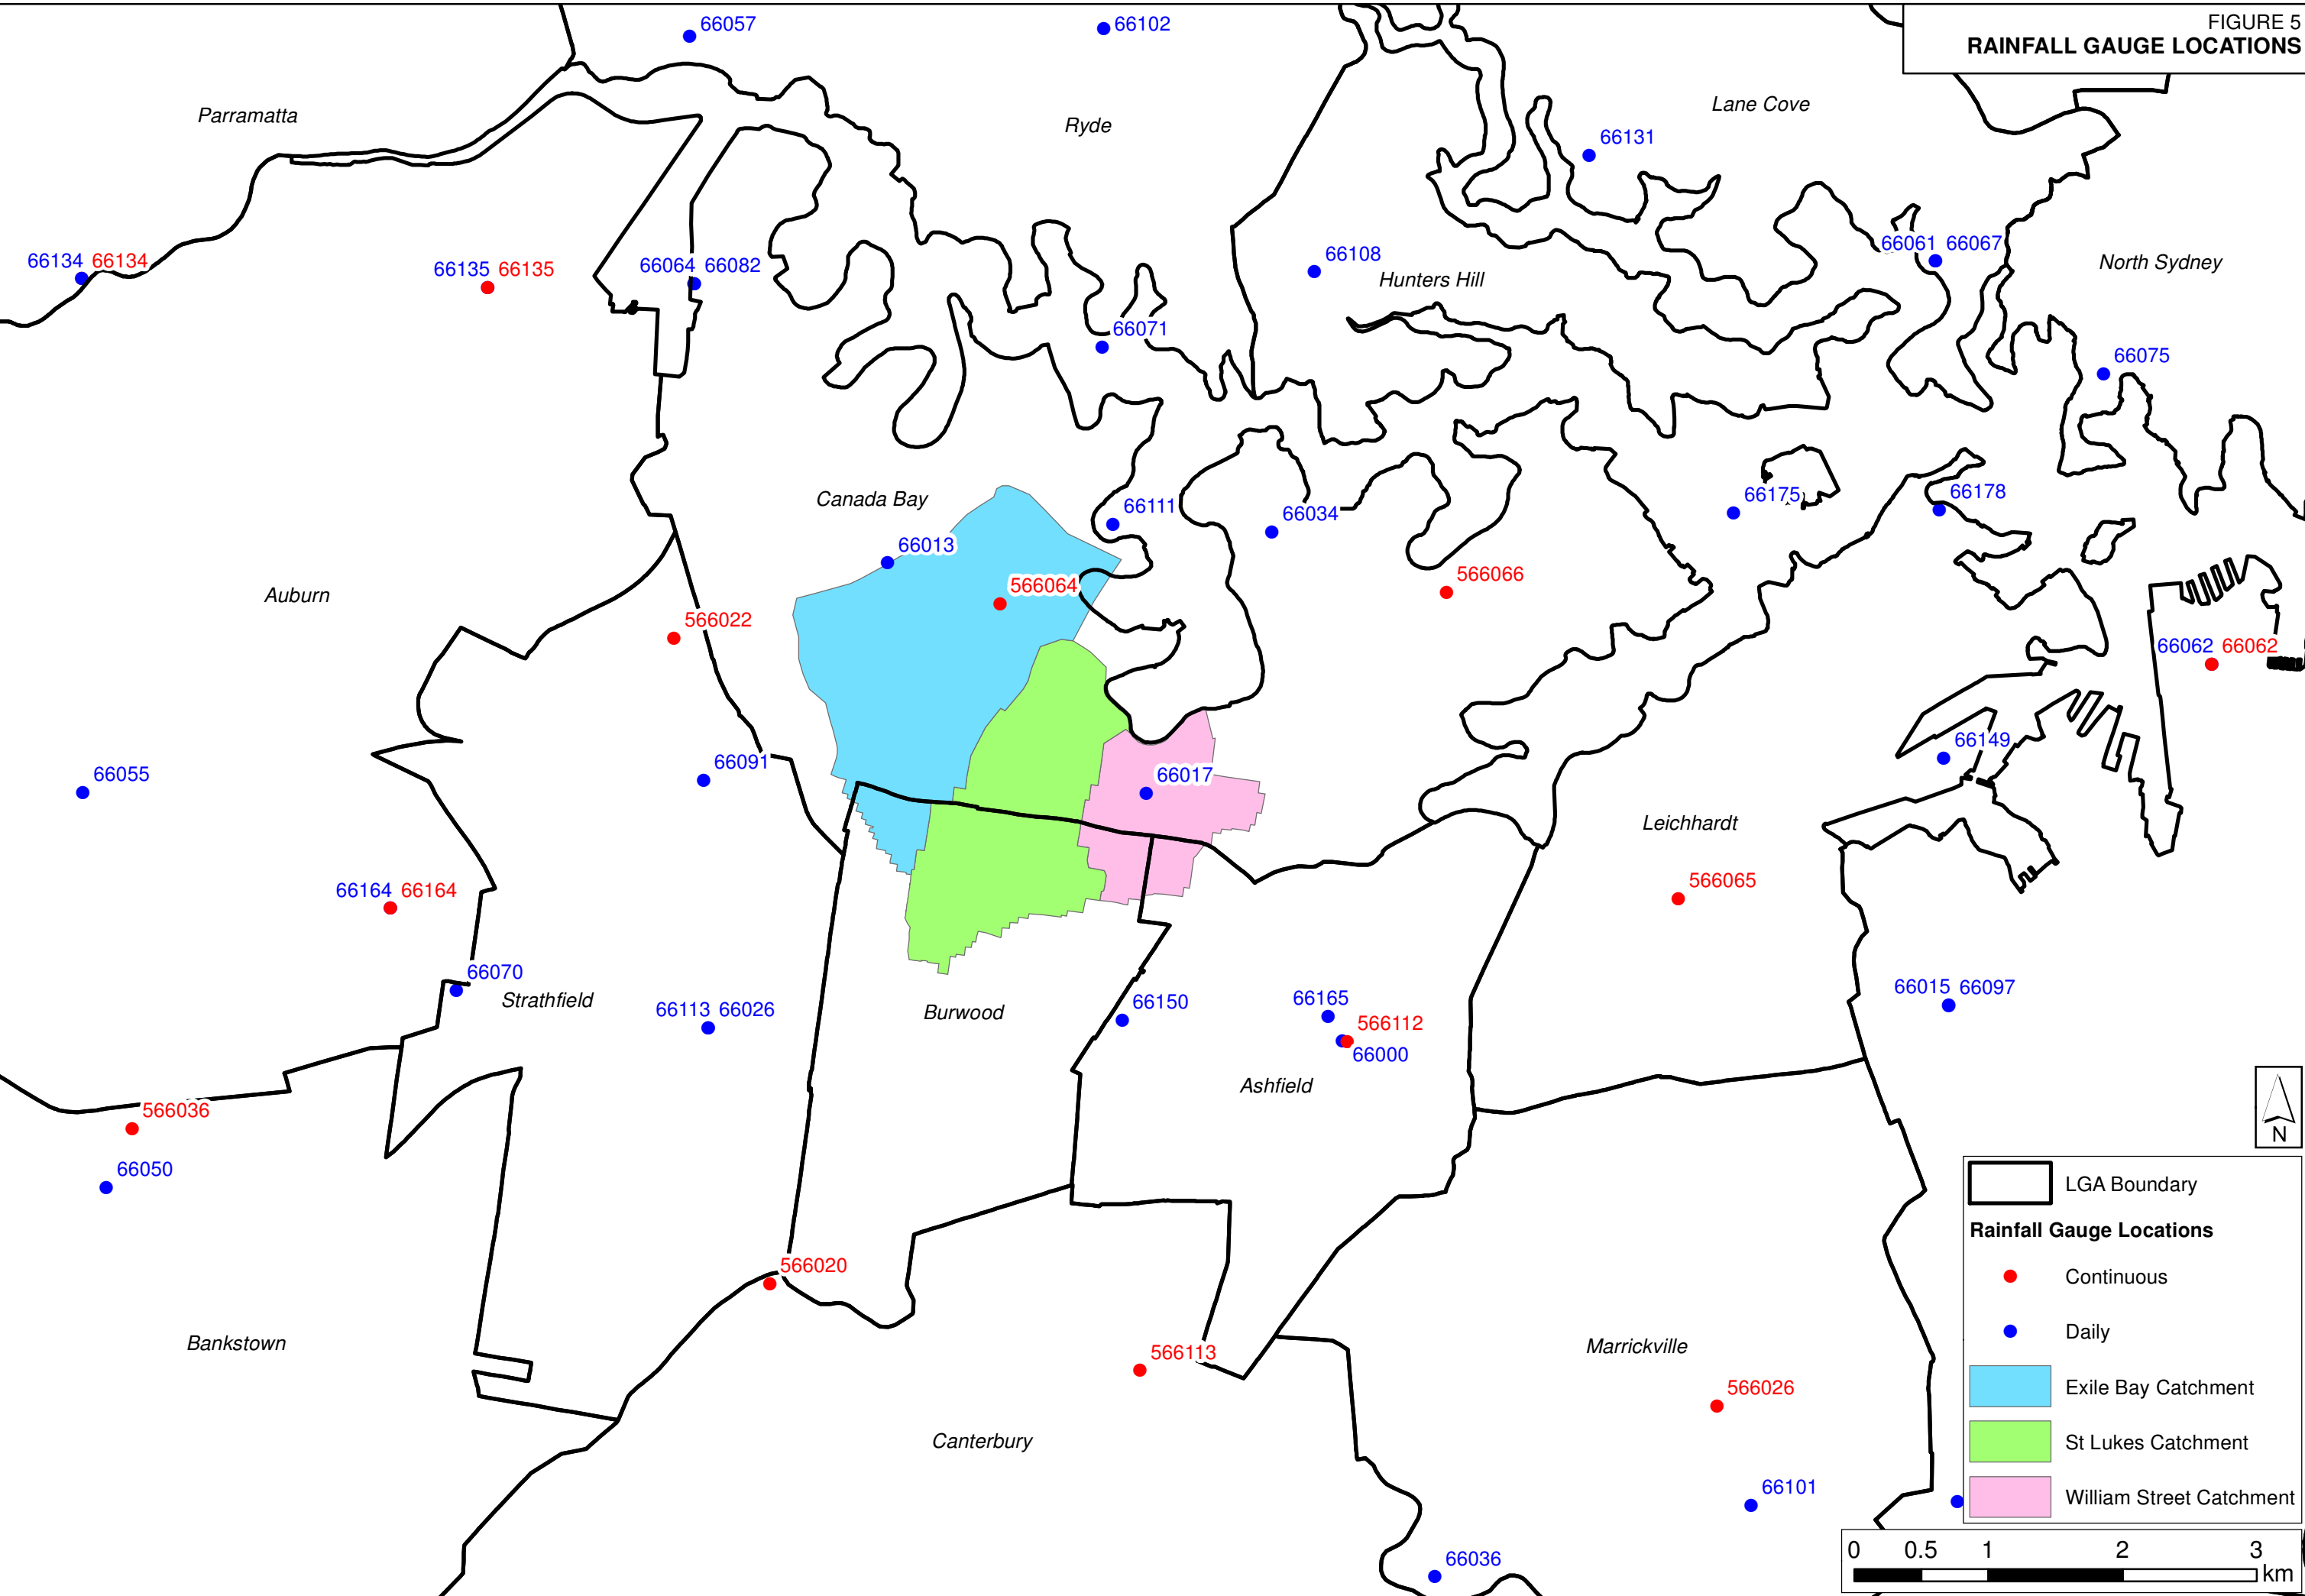 FIGURE 5
RAINFALL GAUGE LOCATIONS
66057
66102
Parramatta
Ryde
Lane Cove
66131
66134 66134
66135 66135
66064 66082
66108
Hunters Hill
66061 66067
North Sydney
66071
66075
Canada Bay
66111
66034
66175
66178
66013
Auburn
566064
566066
566022
66062 66062
66055
66091
66017
66149
Leichhardt
66164 66164
566065
66070
Strathfield
66113 66026
Burwood
66150
66165
566112
66000
66015 66097
Ashfield
566036
66050
566020
Bankstown
566113
Marrickville
566026
Canterbury
66101
66036
N
LGA Boundary
Rainfall Gauge Locations
Continuous
Daily
Exile Bay Catchment
St Lukes Catchment
William Street Catchment
0 0.5 1 2 3
km